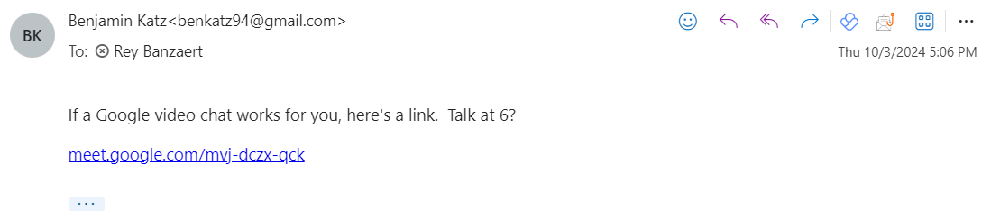 BK
Benjamin Katz<benkatz94@gmail.com>
To: Rey Banzaert
Thu 10/3/2024 5:06 PM
If a Google video chat works for you, here's a link.  Talk at 6?
meet.google.com/mvj-dczx-qck